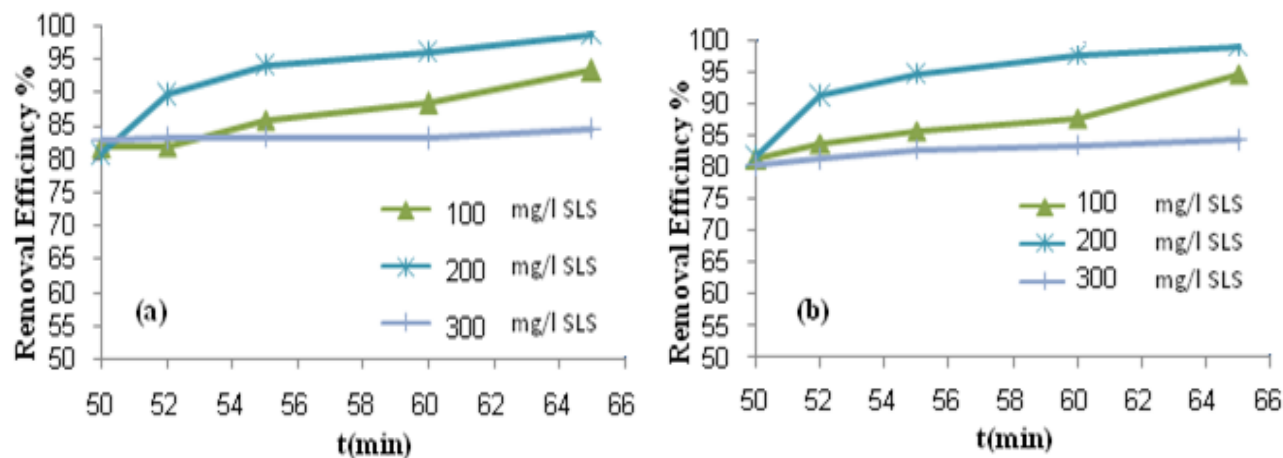 Removal Efficincy %
100
95
90
85
80
75
70
65
60
55
50
100 mg/l SLS
200 mg/l SLS
300 mg/l SLS
(a)
50 52 54 56 58 60 62 64 66
t(min)
Removal Efficincy %
100
95
90
85
80
75
70
65
60
55
50
100 mg/l SLS
200 mg/l SLS
300 mg/l SLS
(b)
50 52 54 56 58 60 62 64 66
t(min)